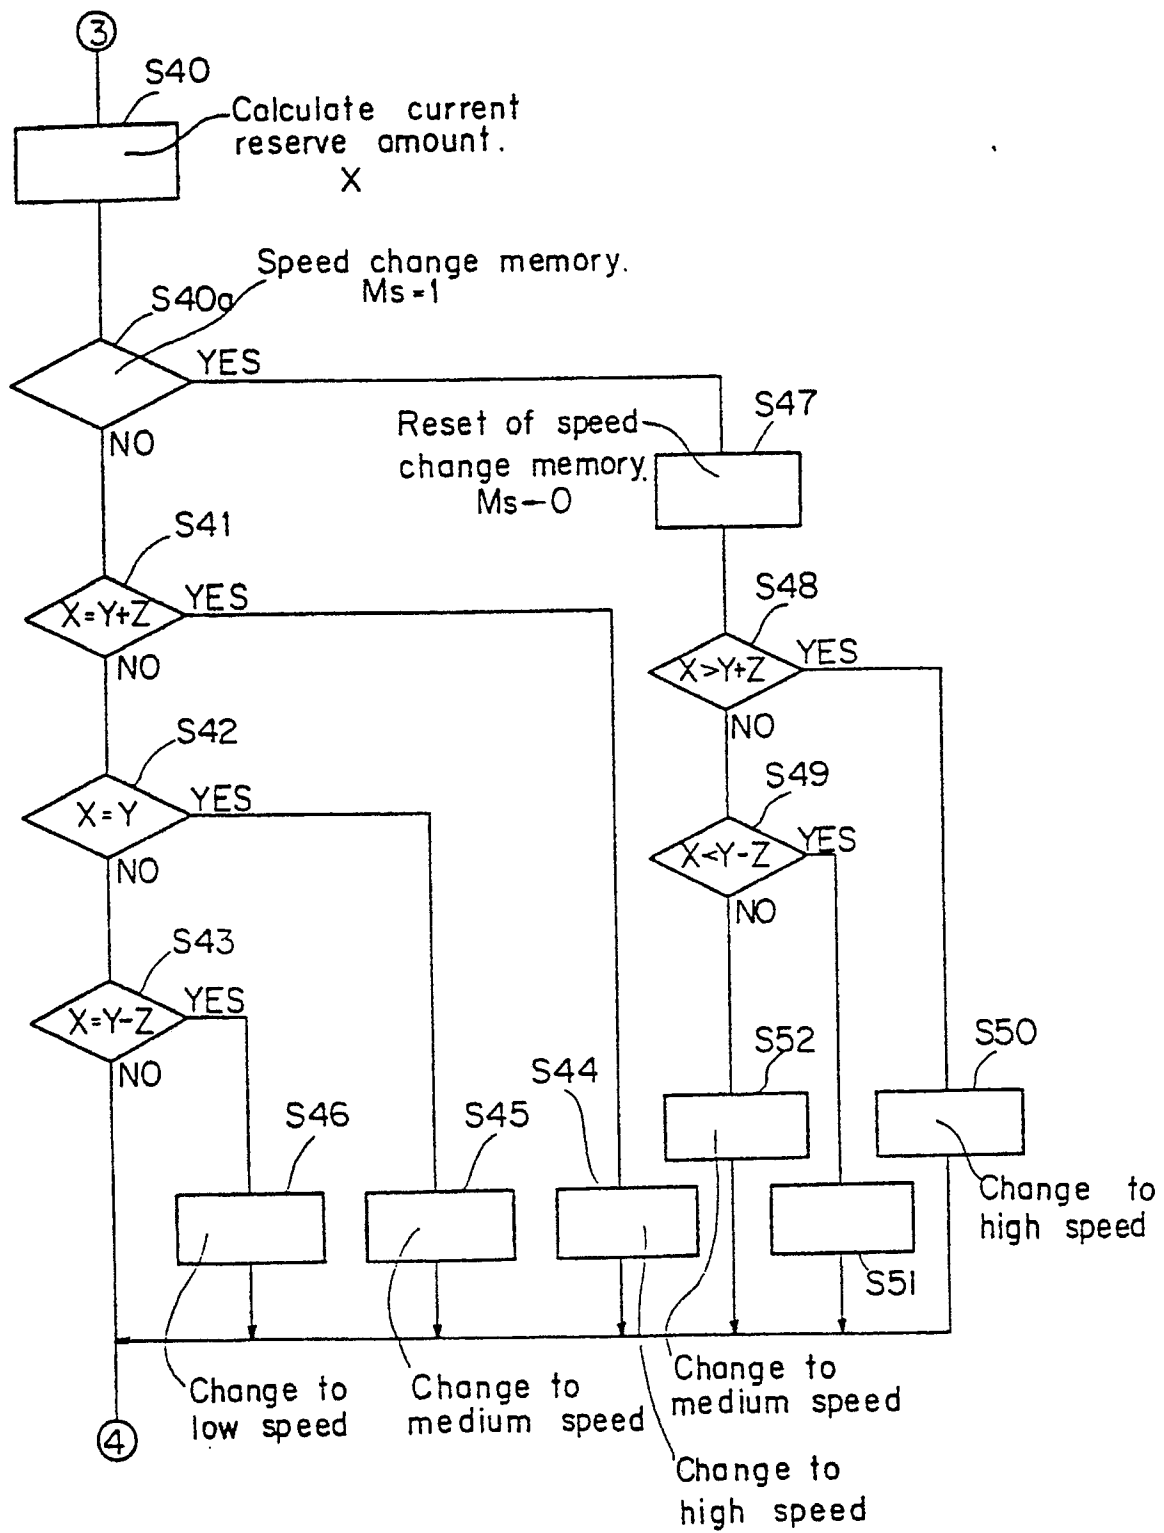 3
S40
Calculate current
reserve amount.
X
Speed change memory.
Ms=1
S40a
YES
NO
S47
Reset of speed
change memory.
Ms←0
S41
X=Y+Z
YES
NO
S48
X>Y+Z
YES
NO
S42
X=Y
YES
NO
S49
X<Y-Z
YES
NO
S43
X=Y-Z
YES
NO
S46
S45
S44
S52
S50
Change to
high speed
S51
Change to
low speed
Change to
medium speed
Change to
medium speed
Change to
high speed
4